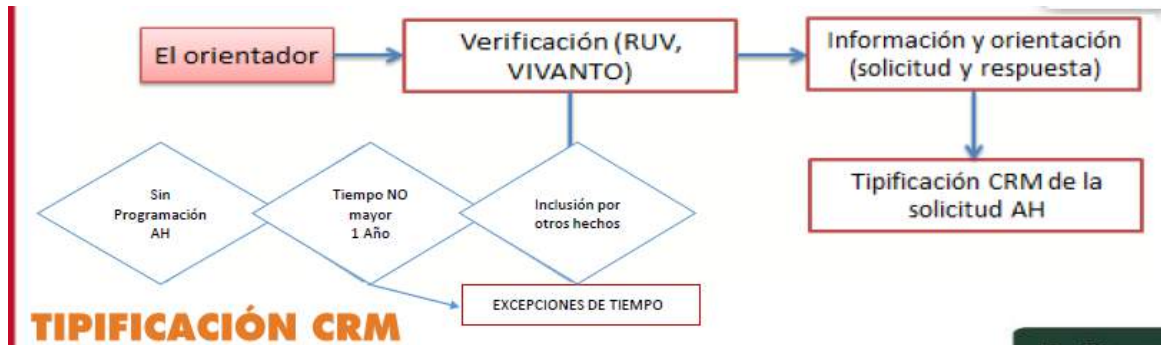 El orientador
Verificación (RUV,
VIVANTO)
Información y orientación
(solicitud y respuesta)
Tipificación CRM de la
solicitud AH
Sin
Programación
AH
Tiempo NO
mayor
1 Año
Inclusión por
otros hechos
EXCEPCIONES DE TIEMPO
TIPIFICACIÓN CRM